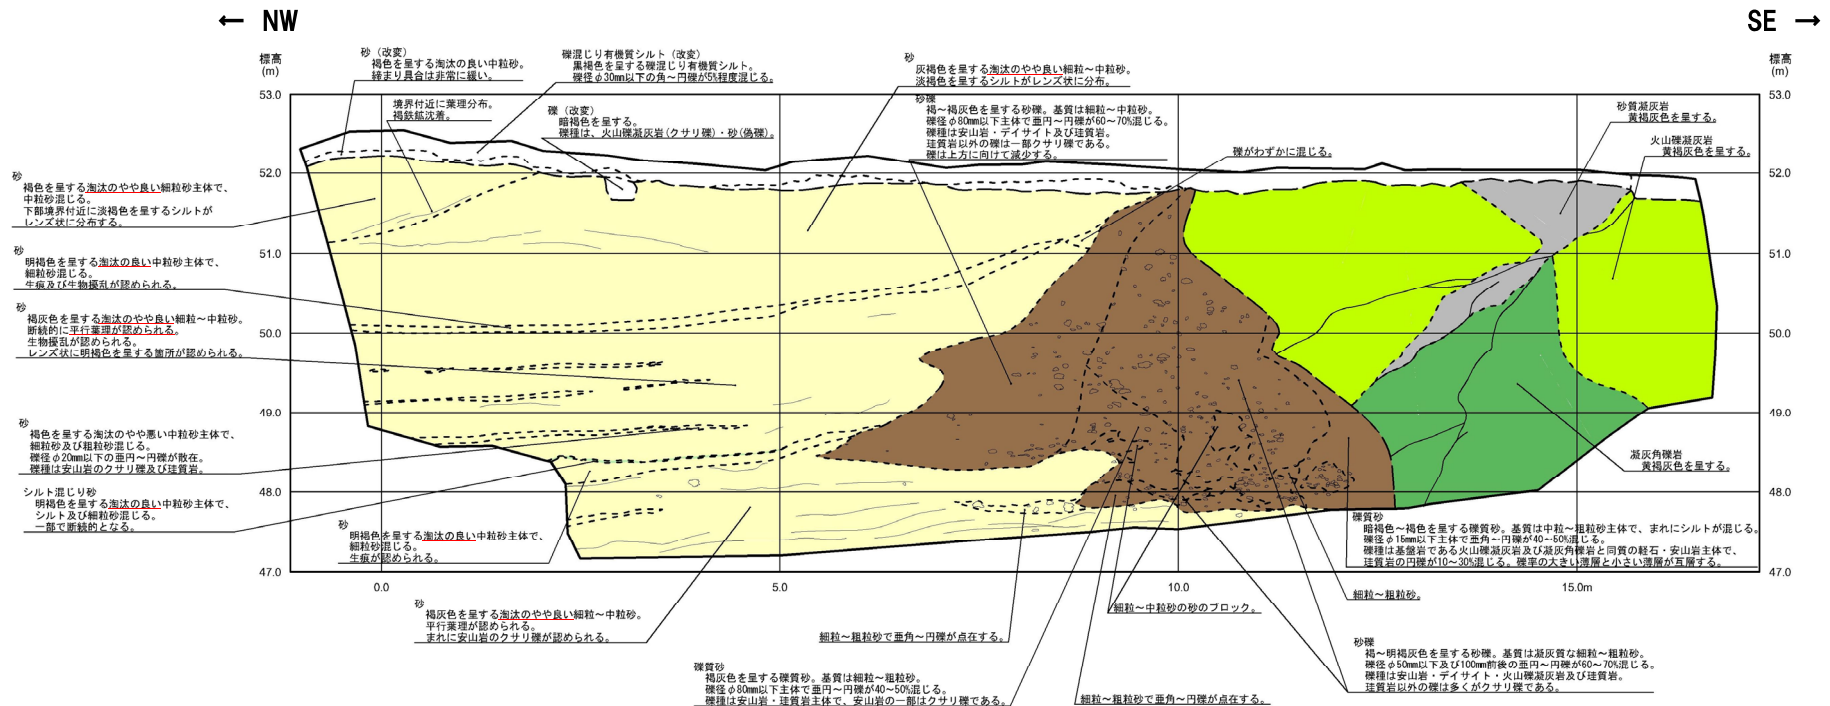 ← NW
SE →
標高
(m)
標高
(m)
砂（改変）
褐色を呈する淘汰の良い中粒砂。
締まり具合は非常に緩い。
礫混じり有機質シルト（改変）
黒褐色を呈する礫混じり有機質シルト。
礫径φ30mm以下の角～円礫が5%程度混じる。
砂
灰褐色を呈する淘汰のやや良い細粒～中粒砂。
淡褐色を呈するシルトがレンズ状に分布。
境界付近に葉理分布。
褐鉄鉱沈着。
礫（改変）
暗褐色を呈する。
礫種は、火山礫凝灰岩(クサリ礫)・砂(偽礫)。
砂礫
褐～褐灰色を呈する砂礫。基質は細粒～中粒砂。
礫径φ80mm以下主体で亜円～円礫が60～70%混じる。
礫種は安山岩・デイサイト及び珪質岩。
珪質岩以外の礫は一部クサリ礫である。
礫は上方に向けて減少する。
礫がわずかに混じる。
砂質凝灰岩
黄褐灰色を呈する。
火山礫凝灰岩
黄褐灰色を呈する。
53.0
52.0
51.0
50.0
49.0
48.0
47.0
53.0
52.0
51.0
50.0
49.0
48.0
47.0
砂
褐色を呈する淘汰のやや良い細粒砂主体で、
中粒砂混じる。
下部境界付近に淡褐色を呈するシルトが
レンズ状に分布する。
砂
明褐色を呈する淘汰の良い中粒砂主体で、
細粒砂混じる。
生痕及び生物擾乱が認められる。
砂
褐灰色を呈する淘汰のやや良い細粒～中粒砂。
断続的に平行葉理が認められる。
生物擾乱が認められる。
レンズ状に明褐色を呈する箇所が認められる。
砂
褐色を呈する淘汰のやや悪い中粒砂主体で、
細粒砂及び粗粒砂混じる。
礫径φ20mm以下の亜円～円礫が散在。
礫種は安山岩のクサリ礫及び珪質岩。
シルト混じり砂
明褐色を呈する淘汰の良い中粒砂主体で、
シルト及び細粒砂混じる。
一部で断続的となる。
砂
明褐色を呈する淘汰の良い中粒砂主体で、
細粒砂混じる。
生痕が認められる。
凝灰角礫岩
黄褐灰色を呈する。
礫質砂
暗褐色～褐色を呈する礫質砂。基質は中粒～粗粒砂主体で、まれにシルトが混じる。
礫径φ15mm以下主体で亜角～円礫が40～50%混じる。
礫種は基盤岩である火山礫凝灰岩及び凝灰角礫岩と同質の軽石・安山岩主体で、
珪質岩の円礫が10～30%混じる。礫率の大きい薄層と小さい薄層が互層する。
0.0
5.0
10.0
15.0m
砂
褐灰色を呈する淘汰のやや良い細粒～中粒砂。
平行葉理が認められる。
まれに安山岩のクサリ礫が認められる。
細粒～粗粒砂で亜角～円礫が点在する。
細粒～中粒砂の砂のブロック。
細粒～粗粒砂。
礫質砂
褐灰色を呈する礫質砂。基質は細粒～粗粒砂。
礫径φ80mm以下主体で亜円～円礫が40～50%混じる。
礫種は安山岩・珪質岩主体で、安山岩の一部はクサリ礫である。
細粒～粗粒砂で亜角～円礫が点在する。
砂礫
褐～明褐灰色を呈する砂礫。基質は凝灰質な細粒～粗粒砂。
礫径φ50mm以下及び100mm前後の亜円～円礫が60～70%混じる。
礫種は安山岩・デイサイト・火山礫凝灰岩及び珪質岩。
珪質岩以外の礫は多くがクサリ礫である。